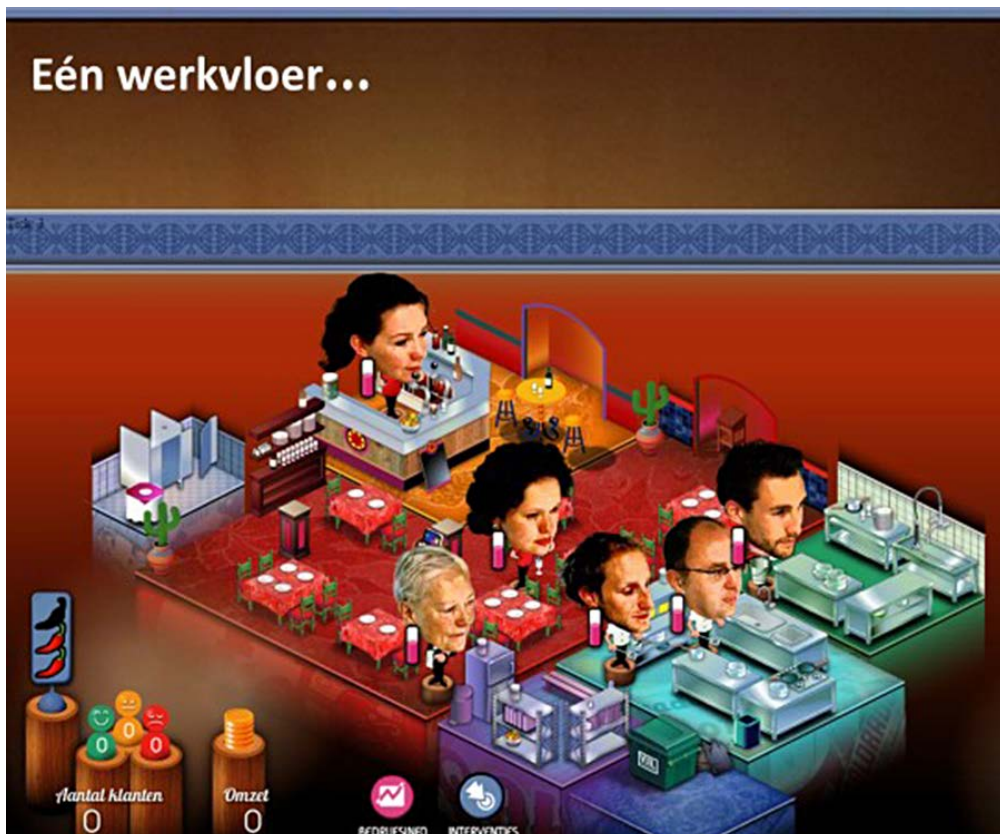 Eén werkvloer...
0
0
0
Aantal klanten
0
Omzet
0
BEDRIJFSINFO
INTERVENTIES